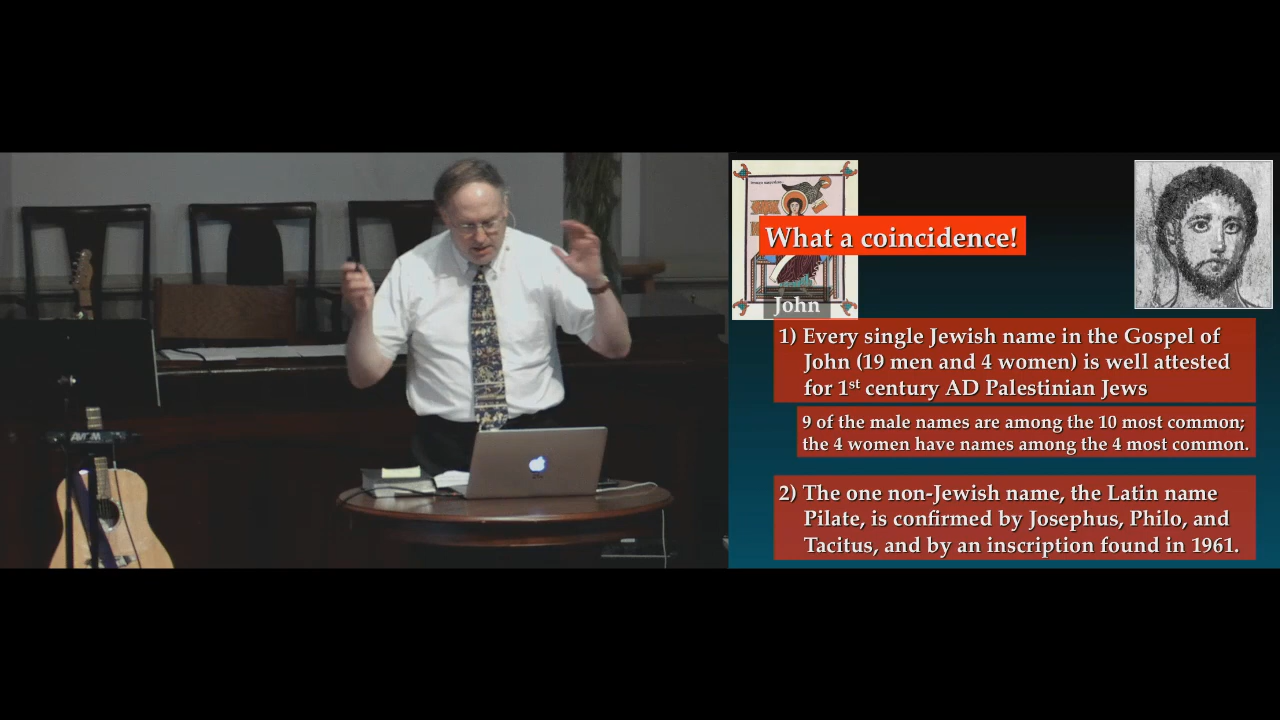 What a coincidence!
John
1) Every single Jewish name in the Gospel of
John (19 men and 4 women) is well attested
for 1st century AD Palestinian Jews
9 of the male names are among the 10 most common;
the 4 women have names among the 4 most common.
2) The one non-Jewish name, the Latin name
Pilate, is confirmed by Josephus, Philo, and
Tacitus, and by an inscription found in 1961.